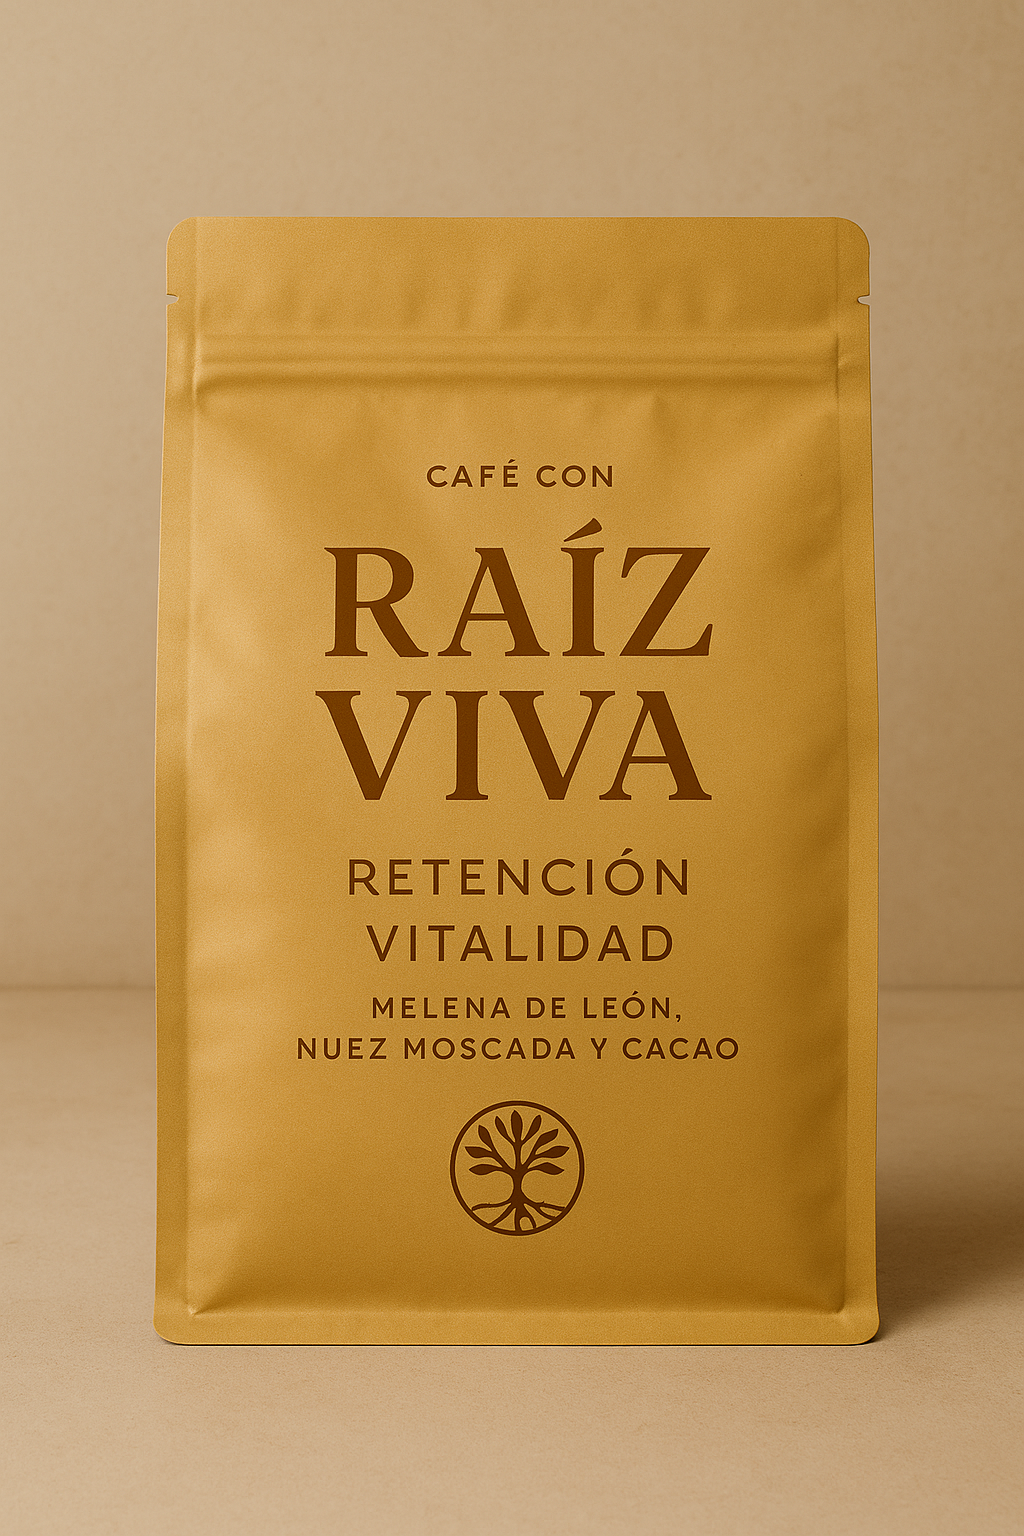 CAFÉ CON
RAÍZ
VIVA
RETENCIÓN
VITALIDAD
MELENA DE LEÓN,
NUEZ MOSCADA Y CACAO